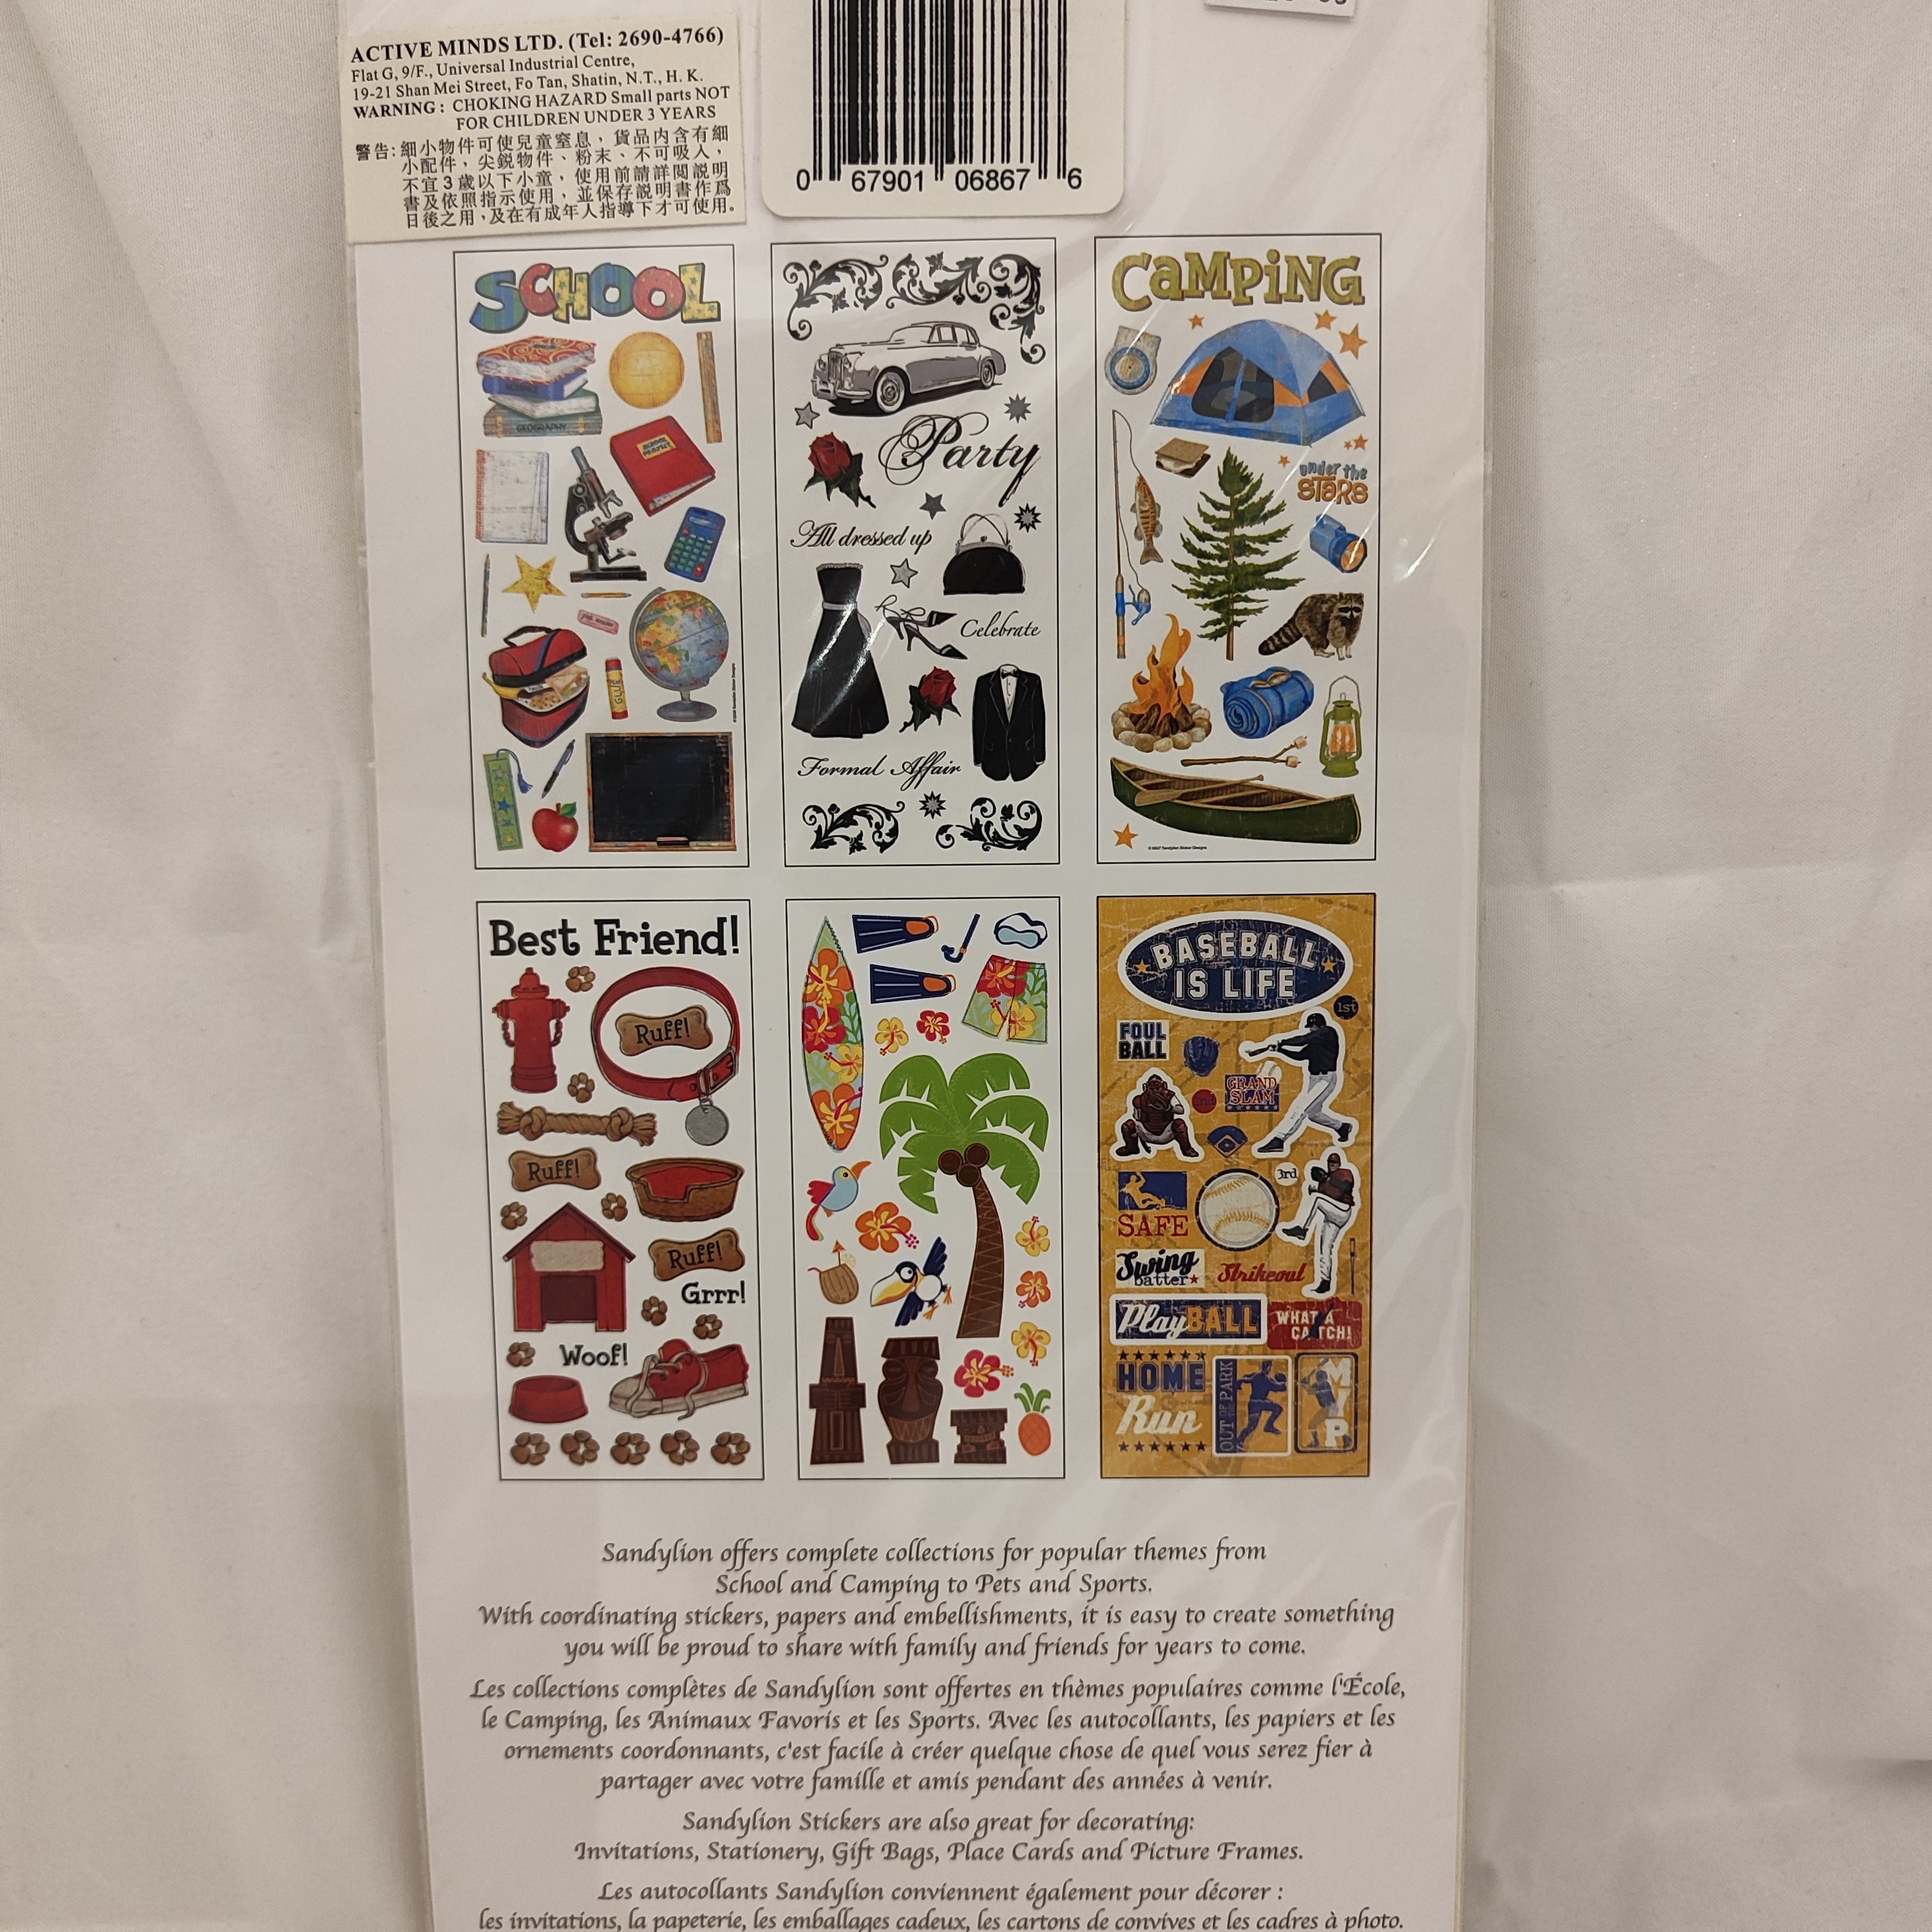 ACTIVE MINDS LTD. (Tel: 2690-4766)
Flat G, 9/F., Universal Industrial Centre,
19-21 Shan Mei Street, Fo Tan, Shatin, N.T., H. K.
WARNING : CHOKING HAZARD Small parts NOT
FOR CHILDREN UNDER 3 YEARS
警告: 細小物件可使兒童窒息，貨品內含有細
小配件，尖銳物件、粉末、不可吸入，
不宜3歲以下小童，使用前請詳閱説明
書及依照指示使用，並保存説明書作爲
日後之用，及在有成年人指導下才可使用。
0 67901 06867 6
SCHOOL
GEOGRAPHY
GLUE
Party
All dressed up
Celebrate
Formal Affair
CAMPING
under the
STARS
Best Friend!
Ruff!
Ruff!
Ruff!
Grrr!
Woof!
BASEBALL
IS LIFE
1st
FOUL
BALL
GRAND
SLAM
3rd
SAFE
Swing
batter
Strikeout
Play BALL
WHAT A
CATCH!
HOME
Run
OUT OF PARK
MVP
Sandylion offers complete collections for popular themes from
School and Camping to Pets and Sports.
With coordinating stickers, papers and embellishments, it is easy to create something
you will be proud to share with family and friends for years to come.
Les collections complètes de Sandylion sont offertes en thèmes populaires comme l'École,
le Camping, les Animaux Favoris et les Sports. Avec les autocollants, les papiers et les
ornements coordonnants, c'est facile à créer quelque chose de quel vous serez fier à
partager avec votre famille et amis pendant des années à venir.
Sandylion Stickers are also great for decorating:
Invitations, Stationery, Gift Bags, Place Cards and Picture Frames.
Les autocollants Sandylion conviennent également pour décorer :
les invitations, la papeterie, les emballages cadeux, les cartons de convives et les cadres à photo.